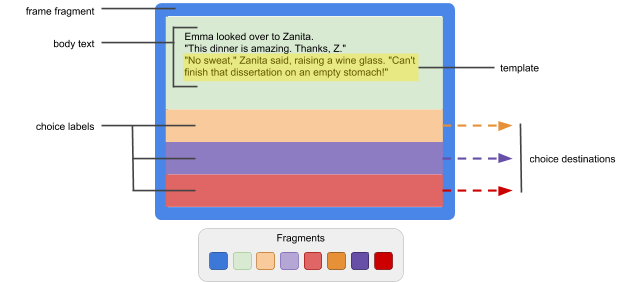 frame fragment
body text
Emma looked over to Zanita.
"This dinner is amazing. Thanks, Z."
"No sweat," Zanita said, raising a wine glass. "Can't
finish that dissertation on an empty stomach!"
template
choice labels
choice destinations
Fragments